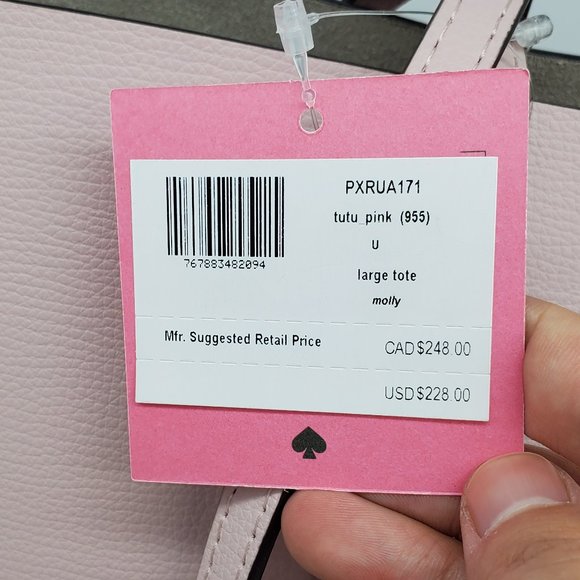 PXRUA171
tutu_pink (955)
U
767883482094
large tote
molly
Mfr. Suggested Retail Price
CAD$248.00
USD$228.00